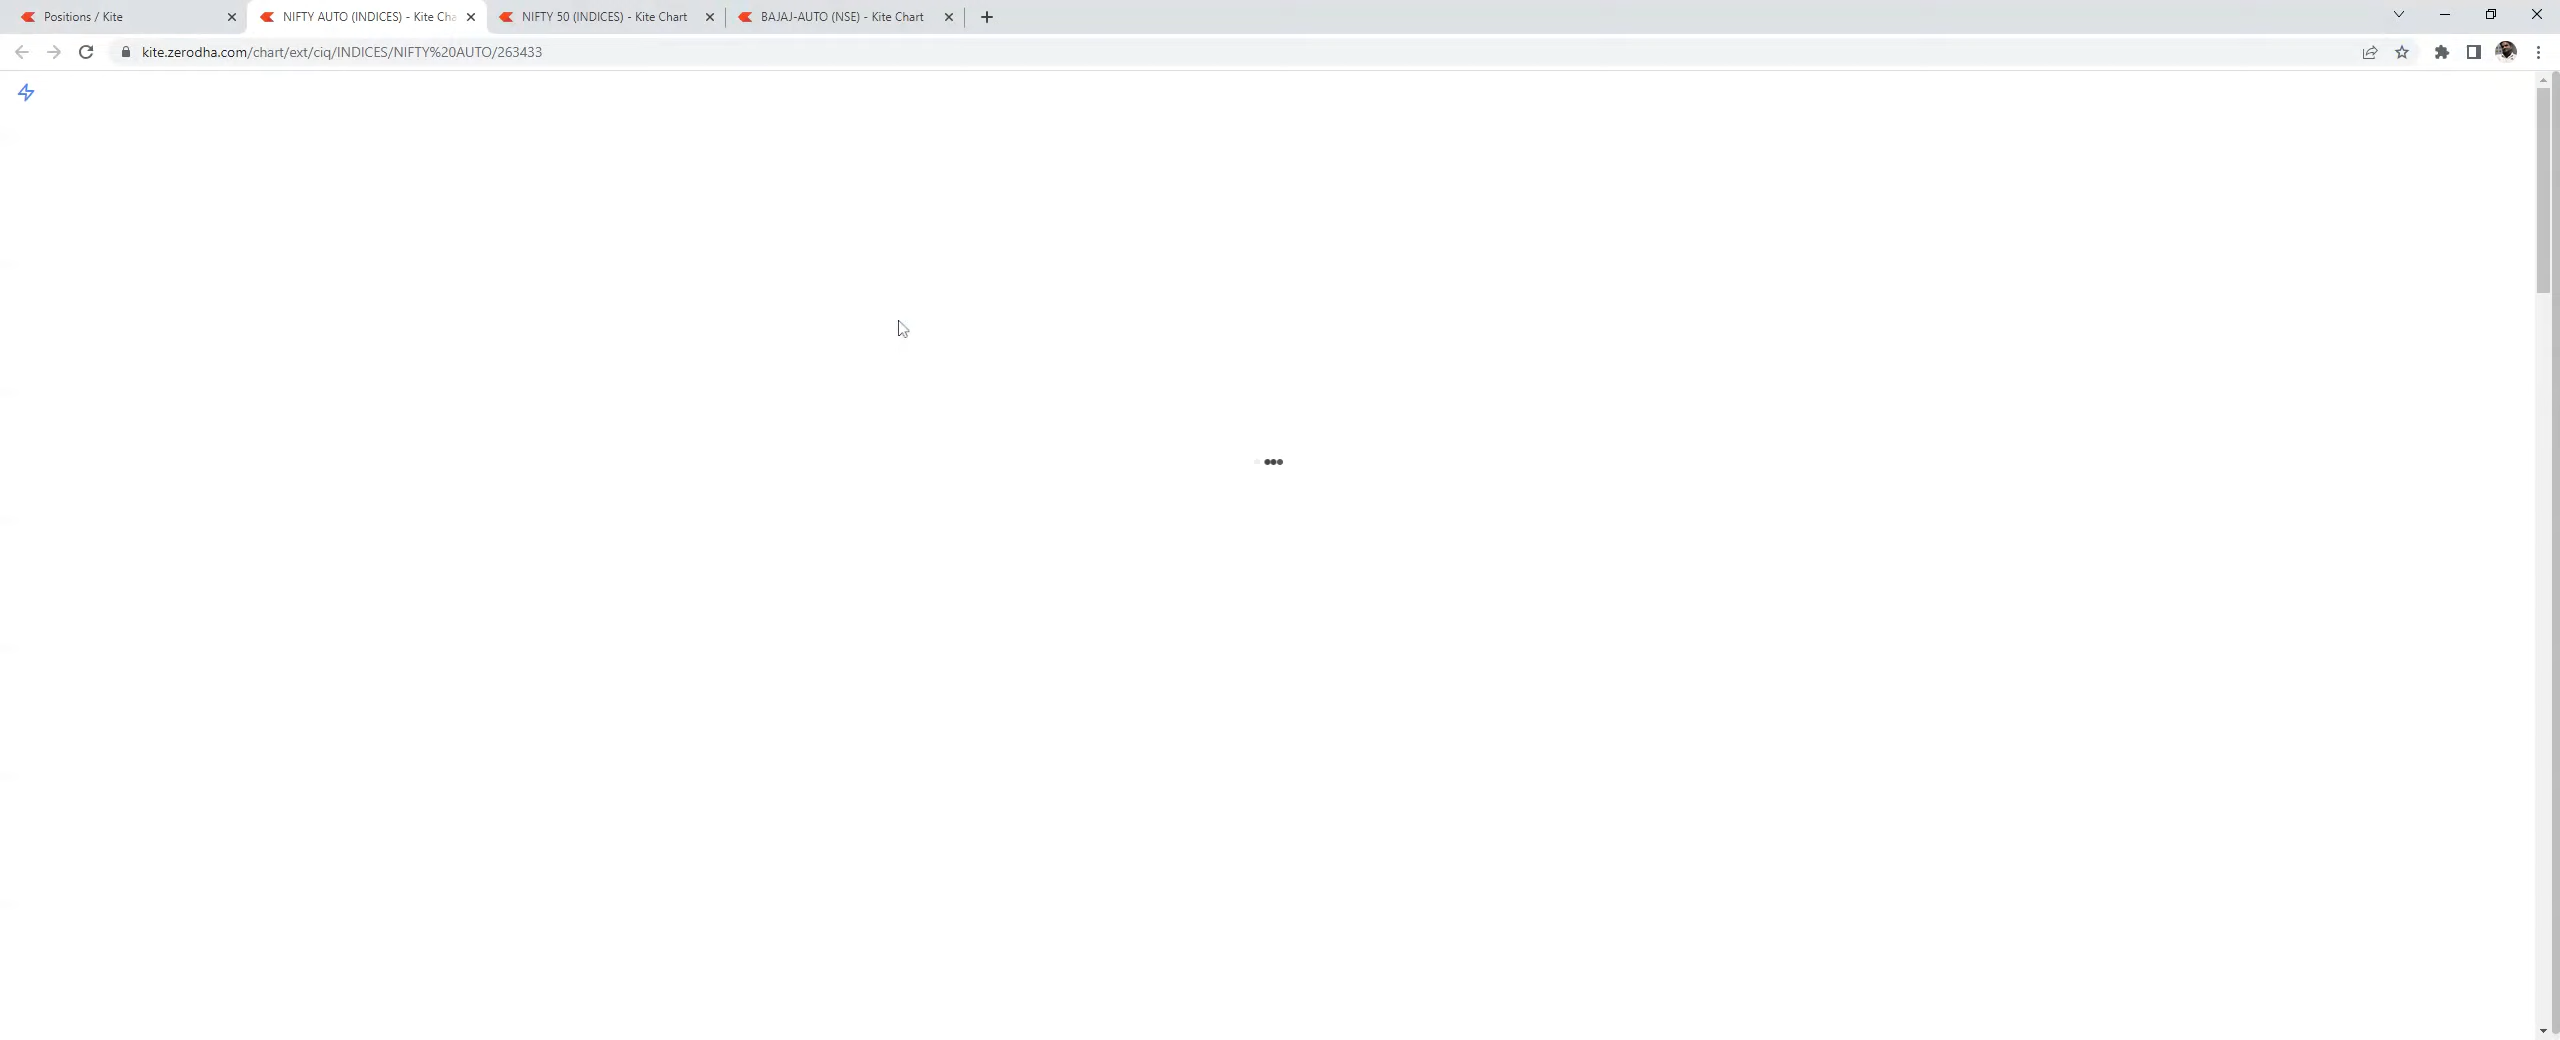 Positions / Kite
NIFTY AUTO (INDICES) - Kite Cha
NIFTY 50 (INDICES) - Kite Chart
BAJAJ-AUTO (NSE) - Kite Chart
kite.zerodha.com/chart/ext/ciq/INDICES/NIFTY%20AUTO/263433